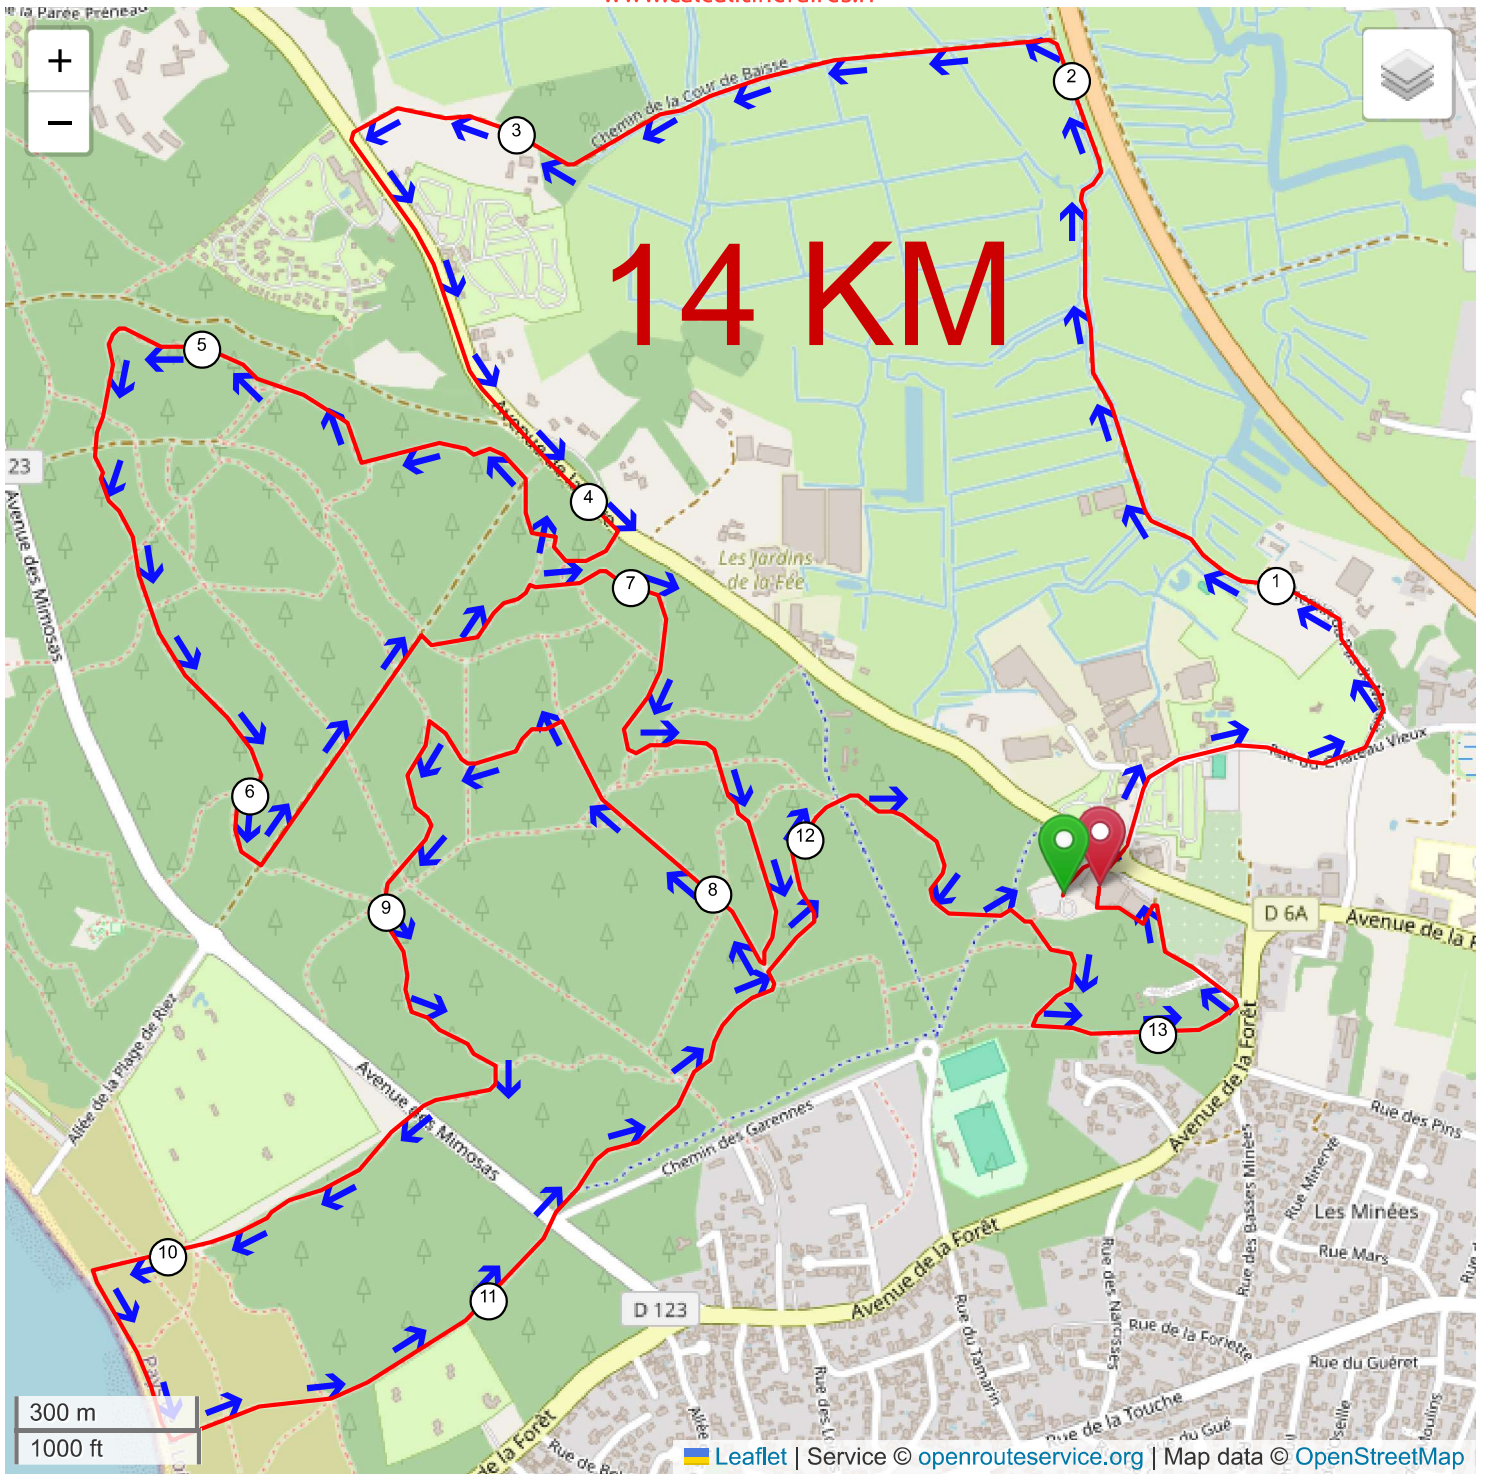 de la Parée Préneau
+
−
2
3
Chemin de la Cour de Baisse
14 KM
5
23
Avenue des Mimosas
4
Les Jardins
de la Fée
7
1
Rue du Château Vieux
6
12
8
9
D 6A
13
Allée de la Plage de Riez
Avenue des Mimosas
Chemin des Garennes
Avenue de la Forêt
Rue des Pins
Rue des Basses Minées
Rue Minerve
Les Minées
Rue Mars
10
11
D 123
Avenue de la Forêt
Rue des Narcisses
Rue du Tamarin
Rue de la Forlette
Rue du Guéret
Rue de la Touche
300 m
1000 ft
Leaflet | Service © openrouteservice.org | Map data © OpenStreetMap